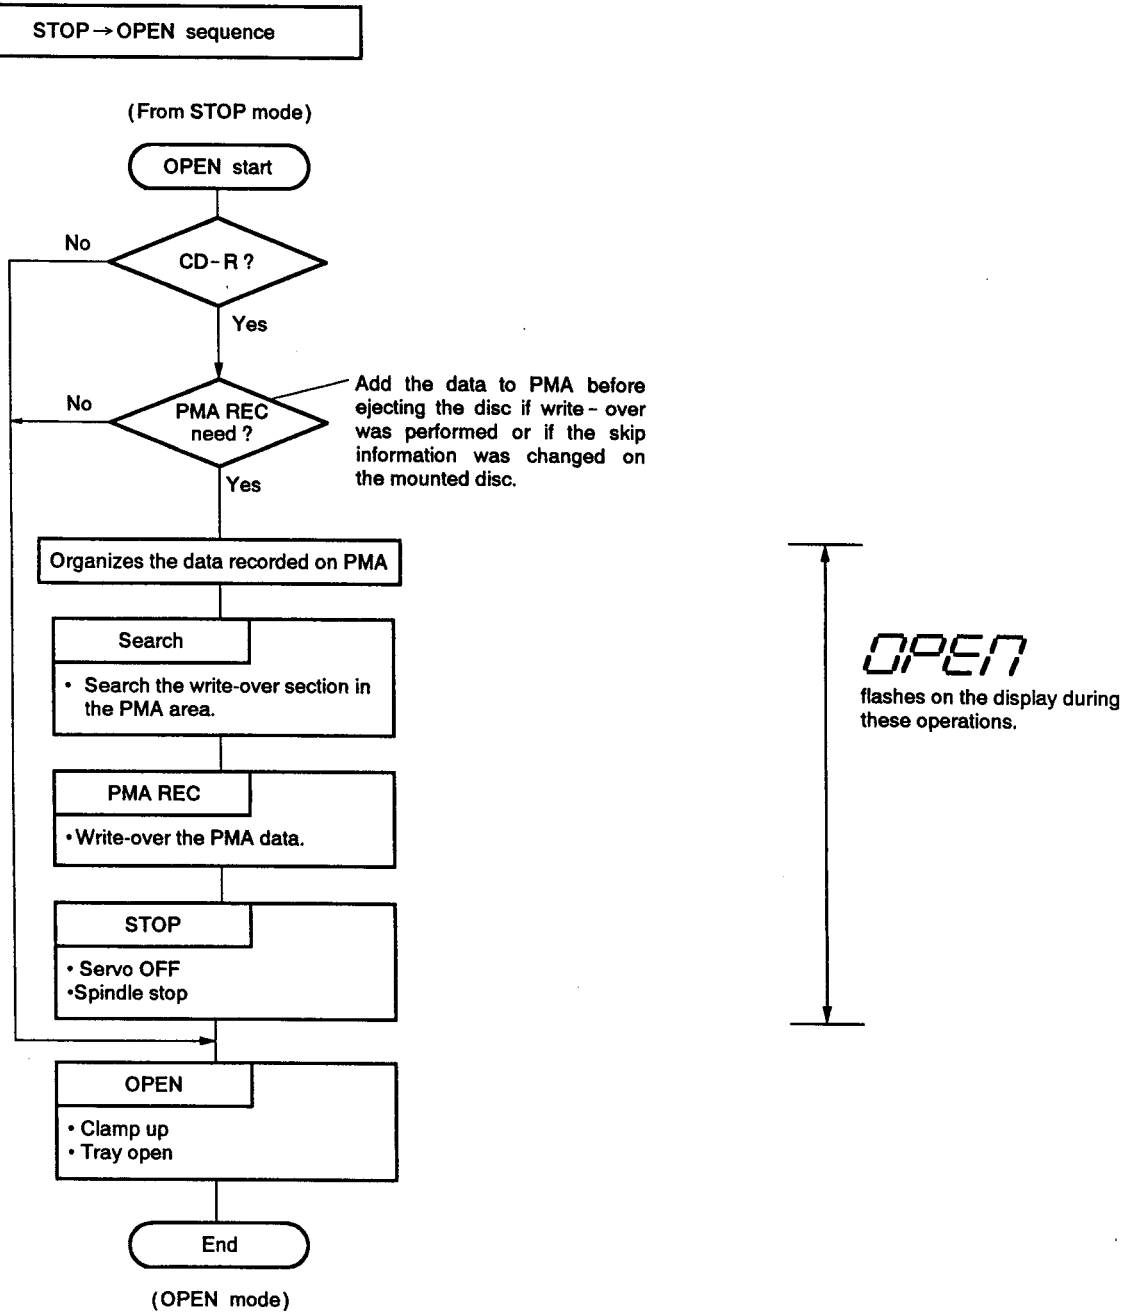 STOP→OPEN sequence
(From STOP mode)
OPEN start
No
CD-R ?
Yes
No
PMA REC
need ?
Add the data to PMA before
ejecting the disc if write - over
was performed or if the skip
information was changed on
the mounted disc.
Yes
Organizes the data recorded on PMA
Search
• Search the write-over section in
the PMA area.
OPEN
flashes on the display during
these operations.
PMA REC
•Write-over the PMA data.
STOP
• Servo OFF
•Spindle stop
OPEN
• Clamp up
• Tray open
End
(OPEN mode)